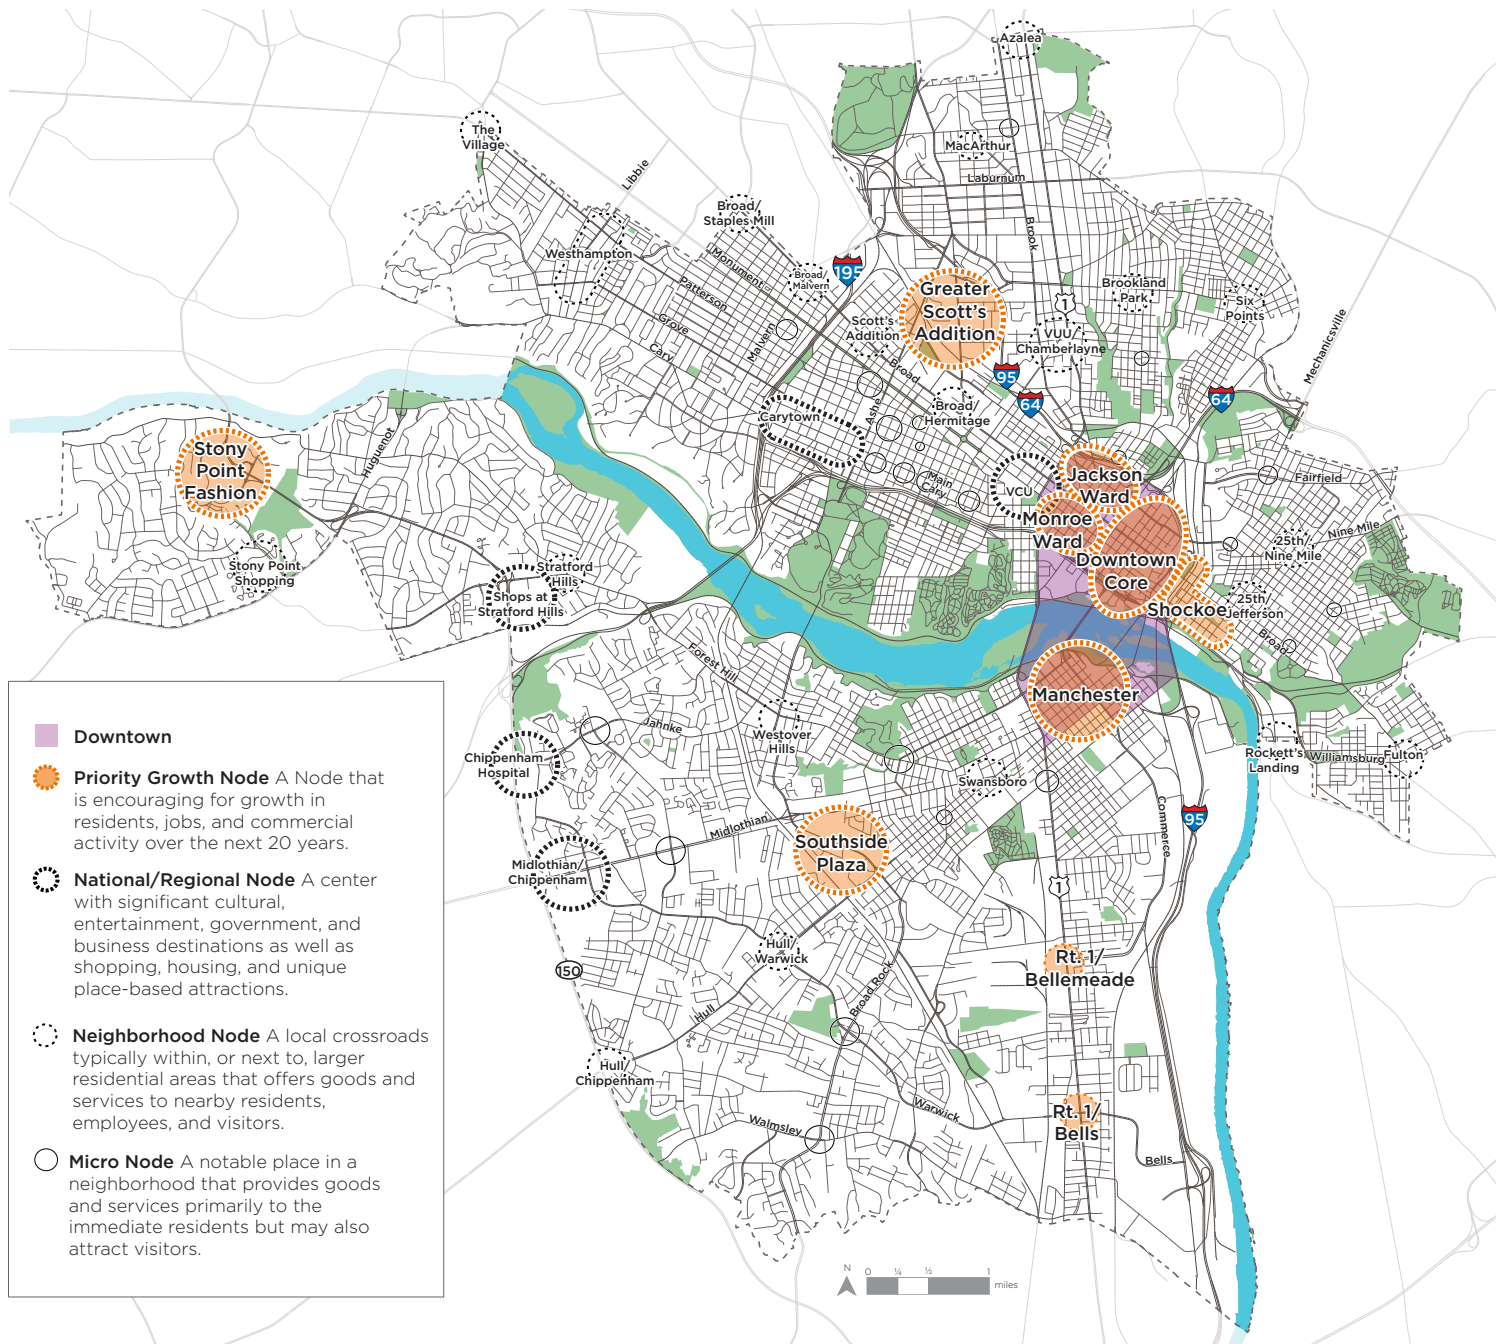 Azalea
The
Village
MacArthur
Laburnum
Libbie
Broad/
Staples Mill
Brook
Westhampton
Monument
195
Broad/
Malvern
Patterson
Greater
Scott's
Addition
Brookland
Park
Six
Points
1
Grove
Scott's
Addition
VUU/
Chamberlayne
Malvern
Cary
Broad
Mechanicsville
95
64
64
Carytown
Ashe
Broad/
Hermitage
Huguenot
Stony
Point
Fashion
Main
Cary
VCU
Jackson
Ward
Fairfield
Monroe
Ward
Nine Mile
25th/
Nine Mile
Downtown
Core
Stony Point
Shopping
Stratford
Hills
Shops at
Stratford Hills
Shockoe
25th
Jefferson
Broad
Forest Hill
Manchester
Jahnke
Westover
Hills
Chippenham
Hospital
Swansboro
Rockett's
Landing
Williamsburg
Fulton
Midlothian
Commerce
95
Southside
Plaza
Midlothian/
Chippenham
1
Hull/
Warwick
Rt. 1/
Bellemeade
150
Broad Rock
Hull
Hull/
Chippenham
Warwick
Rt. 1/
Bells
Walmsley
Bells
Downtown
Priority Growth Node A Node that
is encouraging for growth in
residents, jobs, and commercial
activity over the next 20 years.
National/Regional Node A center
with significant cultural,
entertainment, government, and
business destinations as well as
shopping, housing, and unique
place-based attractions.
Neighborhood Node A local crossroads
typically within, or next to, larger
residential areas that offers goods and
services to nearby residents,
employees, and visitors.
Micro Node A notable place in a
neighborhood that provides goods
and services primarily to the
immediate residents but may also
attract visitors.
N
0 ¼ ½ 1
miles